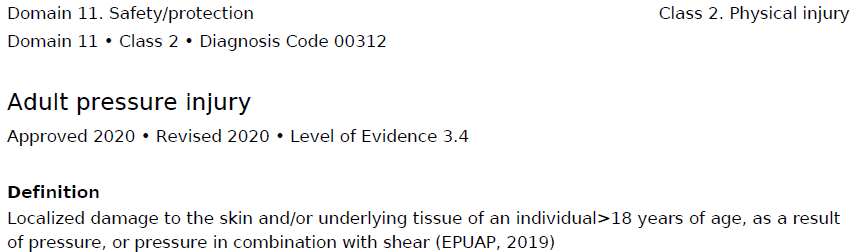 Domain 11. Safety/protection Class 2. Physical injury
Domain 11 • Class 2 • Diagnosis Code 00312
Adult pressure injury
Approved 2020 • Revised 2020 • Level of Evidence 3.4
Definition
Localized damage to the skin and/or underlying tissue of an individual>18 years of age, as a result
of pressure, or pressure in combination with shear (EPUAP, 2019)